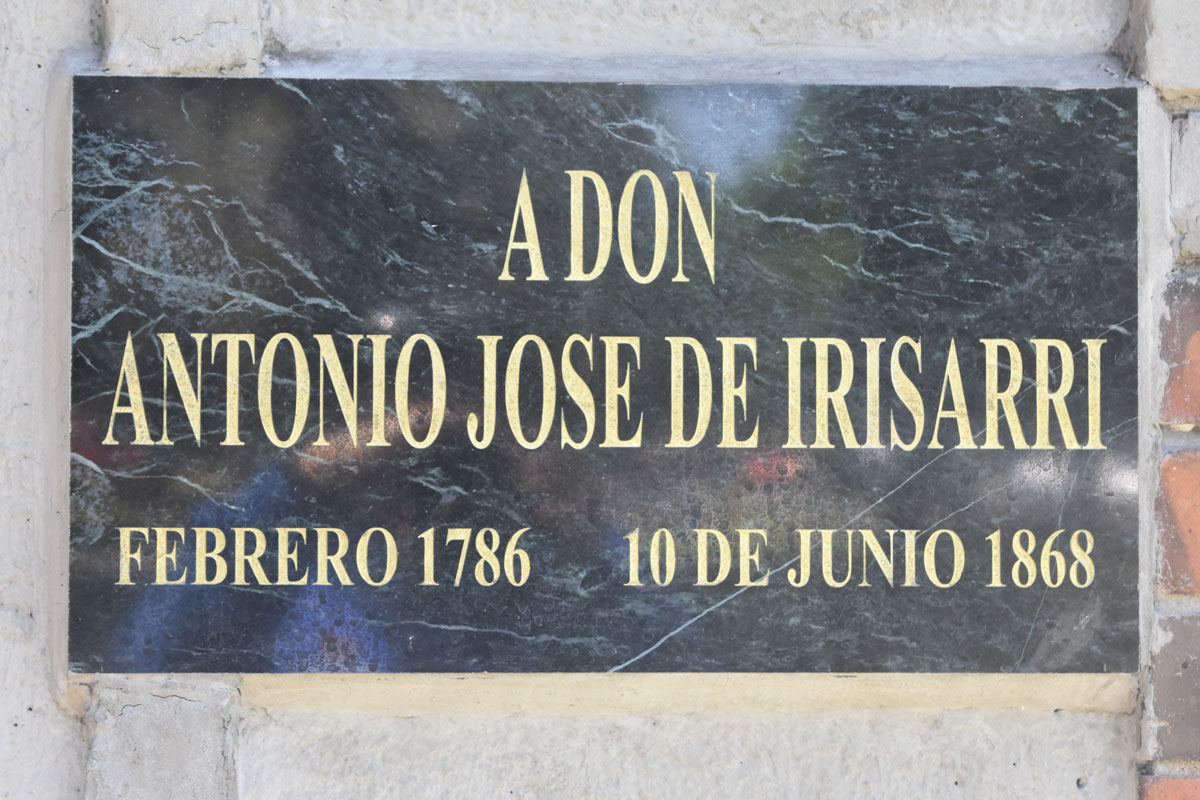 A DON
ANTONIO JOSE DE IRISARRI
FEBRERO 1786 10 DE JUNIO 1868